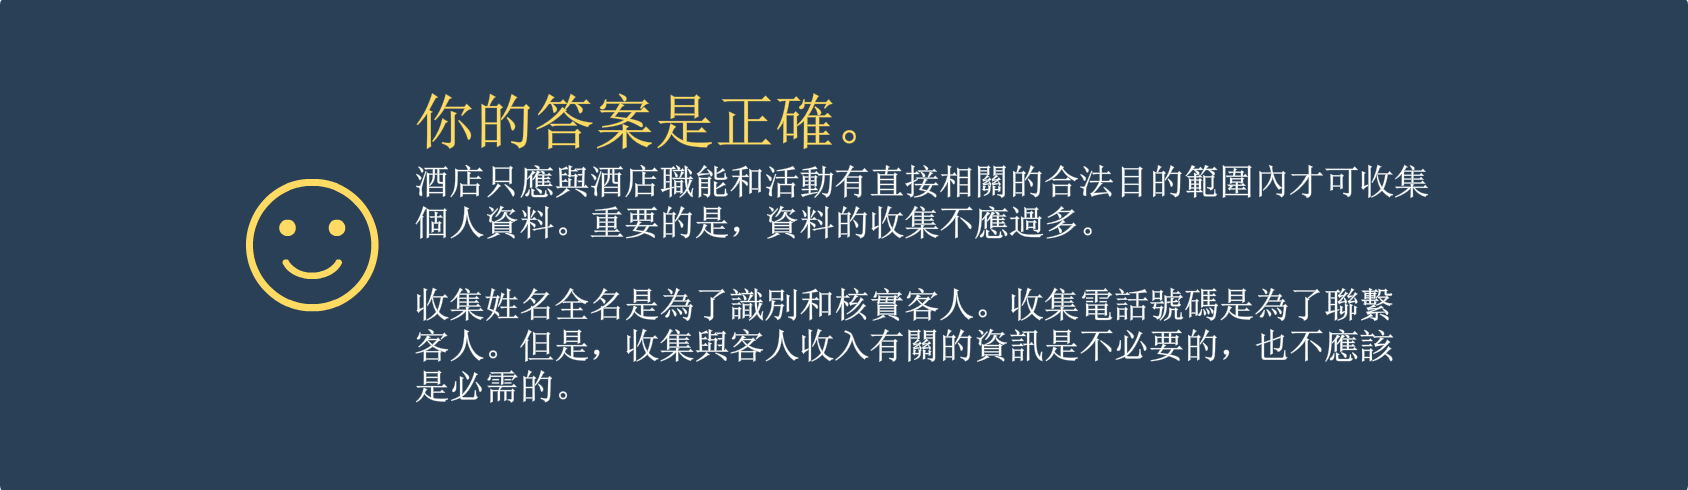 你的答案是正確。
酒店只應與酒店職能和活動有直接相關的合法目的範圍內才可收集
個人資料。重要的是，資料的收集不應過多。
收集姓名全名是為了識別和核實客人。收集電話號碼是為了聯繫
客人。但是，收集與客人收入有關的資訊是不必要的，也不應該
是必需的。